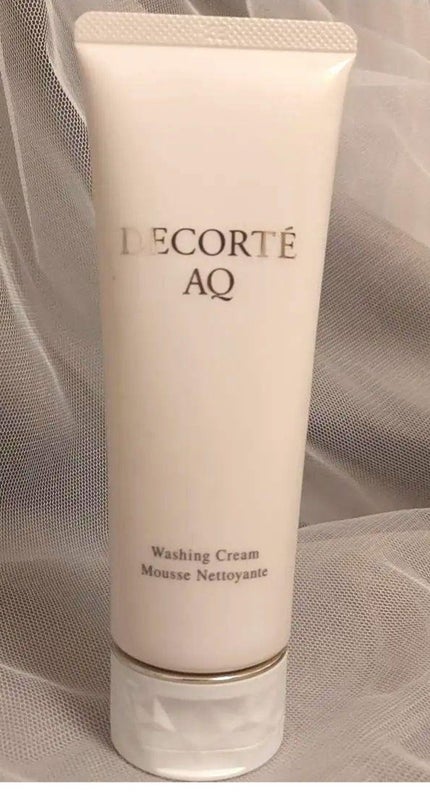 DECORTÉ
AQ
Washing Cream
Mousse Nettoyante